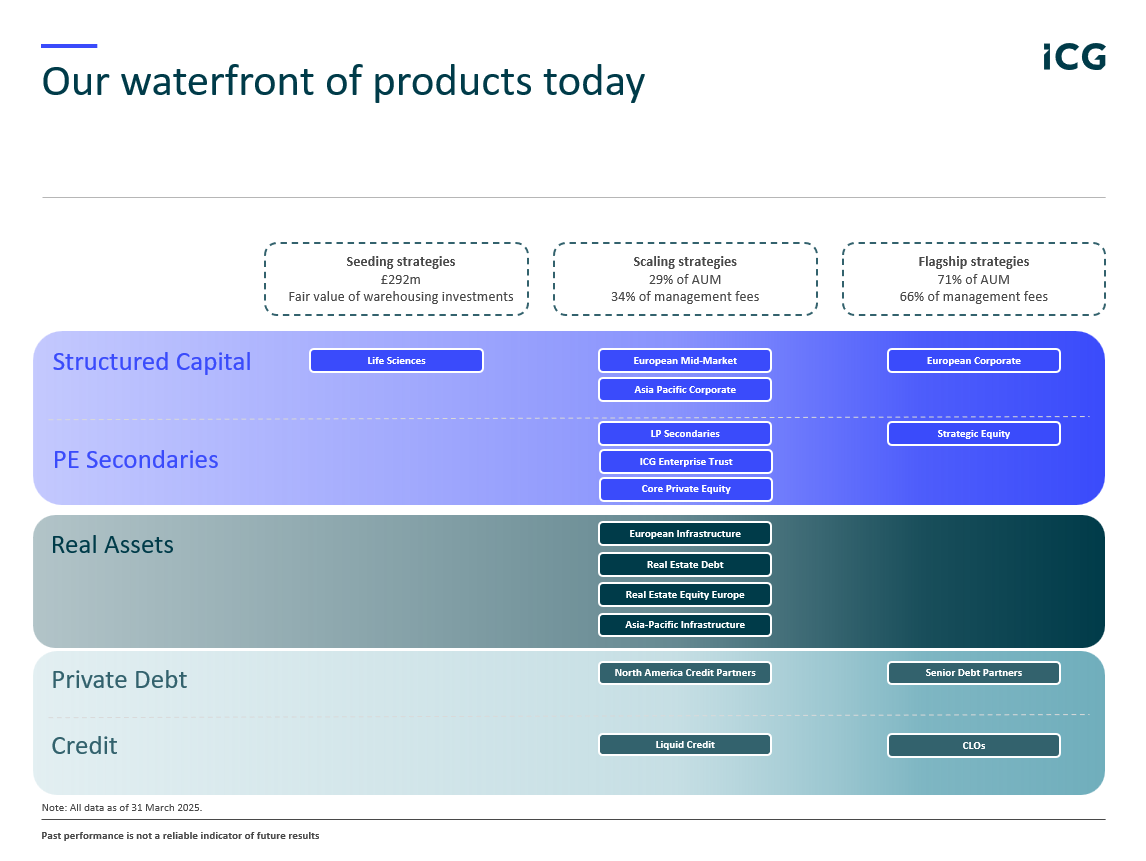 ICG
Our waterfront of products today
Seeding strategies
£292m
Fair value of warehousing investments
Scaling strategies
29% of AUM
34% of management fees
Flagship strategies
71% of AUM
66% of management fees
Structured Capital
Life Sciences
European Mid-Market
European Corporate
Asia Pacific Corporate
PE Secondaries
LP Secondaries
Strategic Equity
ICG Enterprise Trust
Core Private Equity
Real Assets
European Infrastructure
Real Estate Debt
Real Estate Equity Europe
Asia-Pacific Infrastructure
Private Debt
North America Credit Partners
Senior Debt Partners
Credit
Liquid Credit
CLOs
Note: All data as of 31 March 2025.
Past performance is not a reliable indicator of future results